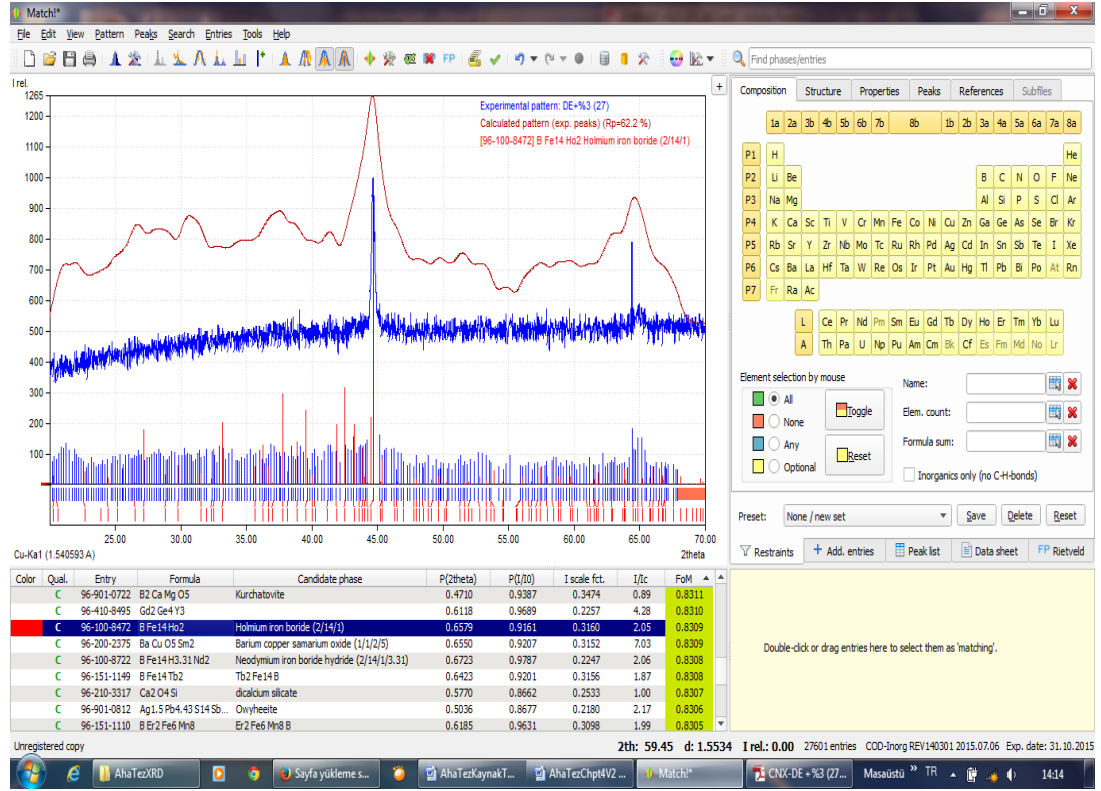 Match!*
File Edit View Pattern Peaks Search Entries Tools Help
FP
Find phases/entries
I rel.
1265
1200
1100
1000
900
800
700
600
500
400
300
200
100
Experimental pattern: DE+%3 (27)
Calculated pattern (exp. peaks) (Rp=62.2 %)
[96-100-8472] B Fe14 Ho2 Holmium iron boride (2/14/1)
25.00 30.00 35.00 40.00 45.00 50.00 55.00 60.00 65.00 70.00
Cu-Ka1 (1.540593 A) 2theta
+
Composition Structure Properties Peaks References Subfiles
1a 2a 3b 4b 5b 6b 7b 8b 1b 2b 3a 4a 5a 6a 7a 8a
P1 H He
P2 Li Be B C N O F Ne
P3 Na Mg Al Si P S Cl Ar
P4 K Ca Sc Ti V Cr Mn Fe Co Ni Cu Zn Ga Ge As Se Br Kr
P5 Rb Sr Y Zr Nb Mo Tc Ru Rh Pd Ag Cd In Sn Sb Te I Xe
P6 Cs Ba La Hf Ta W Re Os Ir Pt Au Hg Tl Pb Bi Po At Rn
P7 Fr Ra Ac
L Ce Pr Nd Pm Sm Eu Gd Tb Dy Ho Er Tm Yb Lu
A Th Pa U Np Pu Am Cm Bk Cf Es Fm Md No Lr
Element selection by mouse
All
None
Any
Optional
Toggle
Reset
Name:
Elem. count:
Formula sum:
Inorganics only (no C-H-bonds)
Preset: None / new set Save Delete Reset
Restraints + Add. entries Peak list Data sheet FP Rietveld
Color Qual. Entry Formula Candidate phase P(2theta) P(I/I0) I scale fct. I/Ic FoM
C 96-901-0722 B2 Ca Mg O5 Kurchatovite 0.4710 0.9387 0.3474 0.89 0.8311
C 96-410-8495 Gd2 Ge4 Y3 0.6118 0.9689 0.2257 4.28 0.8310
C 96-100-8472 B Fe14 Ho2 Holmium iron boride (2/14/1) 0.6579 0.9161 0.3160 2.05 0.8309
C 96-200-2375 Ba Cu O5 Sm2 Barium copper samarium oxide (1/1/2/5) 0.6550 0.9207 0.3152 7.03 0.8309
C 96-100-8722 B Fe14 H3.31 Nd2 Neodymium iron boride hydride (2/14/1/3.31) 0.6723 0.9787 0.2247 2.06 0.8308
C 96-151-1149 B Fe14 Tb2 Tb2 Fe14 B 0.6423 0.9201 0.3156 1.87 0.8308
C 96-210-3317 Ca2 O4 Si dicalcium silicate 0.5770 0.8662 0.2533 1.00 0.8307
C 96-901-0812 Ag1.5 Pb4.43 S14 Sb... Owyheeite 0.5036 0.8677 0.2180 2.17 0.8306
C 96-151-1110 B Er2 Fe6 Mn8 Er2 Fe6 Mn8 B 0.6185 0.9631 0.3098 1.99 0.8305
Double-click or drag entries here to select them as 'matching'.
Unregistered copy 2th: 59.45 d: 1.5534 I rel.: 0.00 27601 entries COD-Inorg REV140301 2015.07.06 Exp. date: 31.10.2015
AhaTezXRD Sayfa yükleme s... AhaTezKaynakT... AhaTezChpt4V2 ... Match!* CNX-DE +%3 (27... Masaüstü » TR 14:14